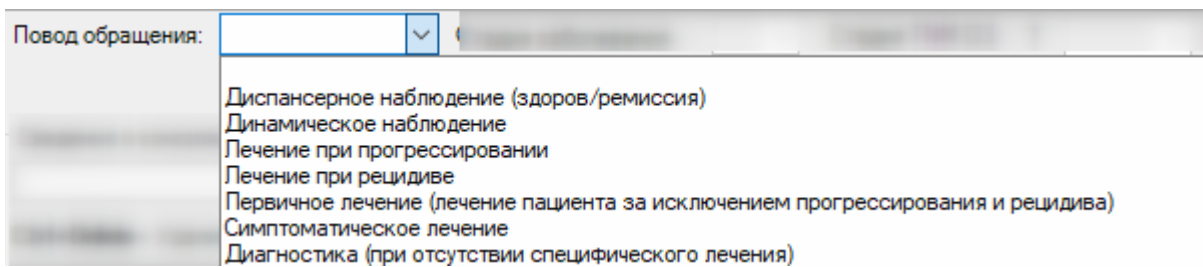 Повод обращения:
Диспансерное наблюдение (здоров/ремиссия)
Динамическое наблюдение
Лечение при прогрессировании
Лечение при рецидиве
Первичное лечение (лечение пациента за исключением прогрессирования и рецидива)
Симптоматическое лечение
Диагностика (при отсутствии специфического лечения)